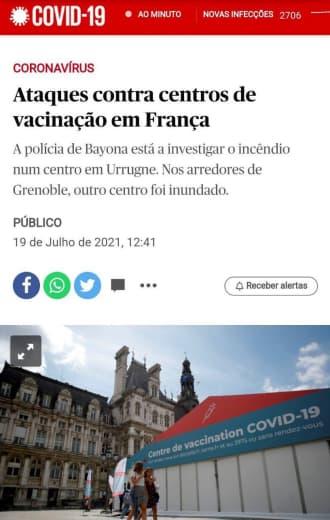 COVID-19
AO MINUTO
NOVAS INFECÇÕES 2706
CORONAVÍRUS
Ataques contra centros de
vacinação em França
A polícia de Bayona está a investigar o incêndio
num centro em Urrugne. Nos arredores de
Grenoble, outro centro foi inundado.
PÚBLICO
19 de Julho de 2021, 12:41
Receber alertas
Centre de vaccination COVID-19
ou sans rendez-vous